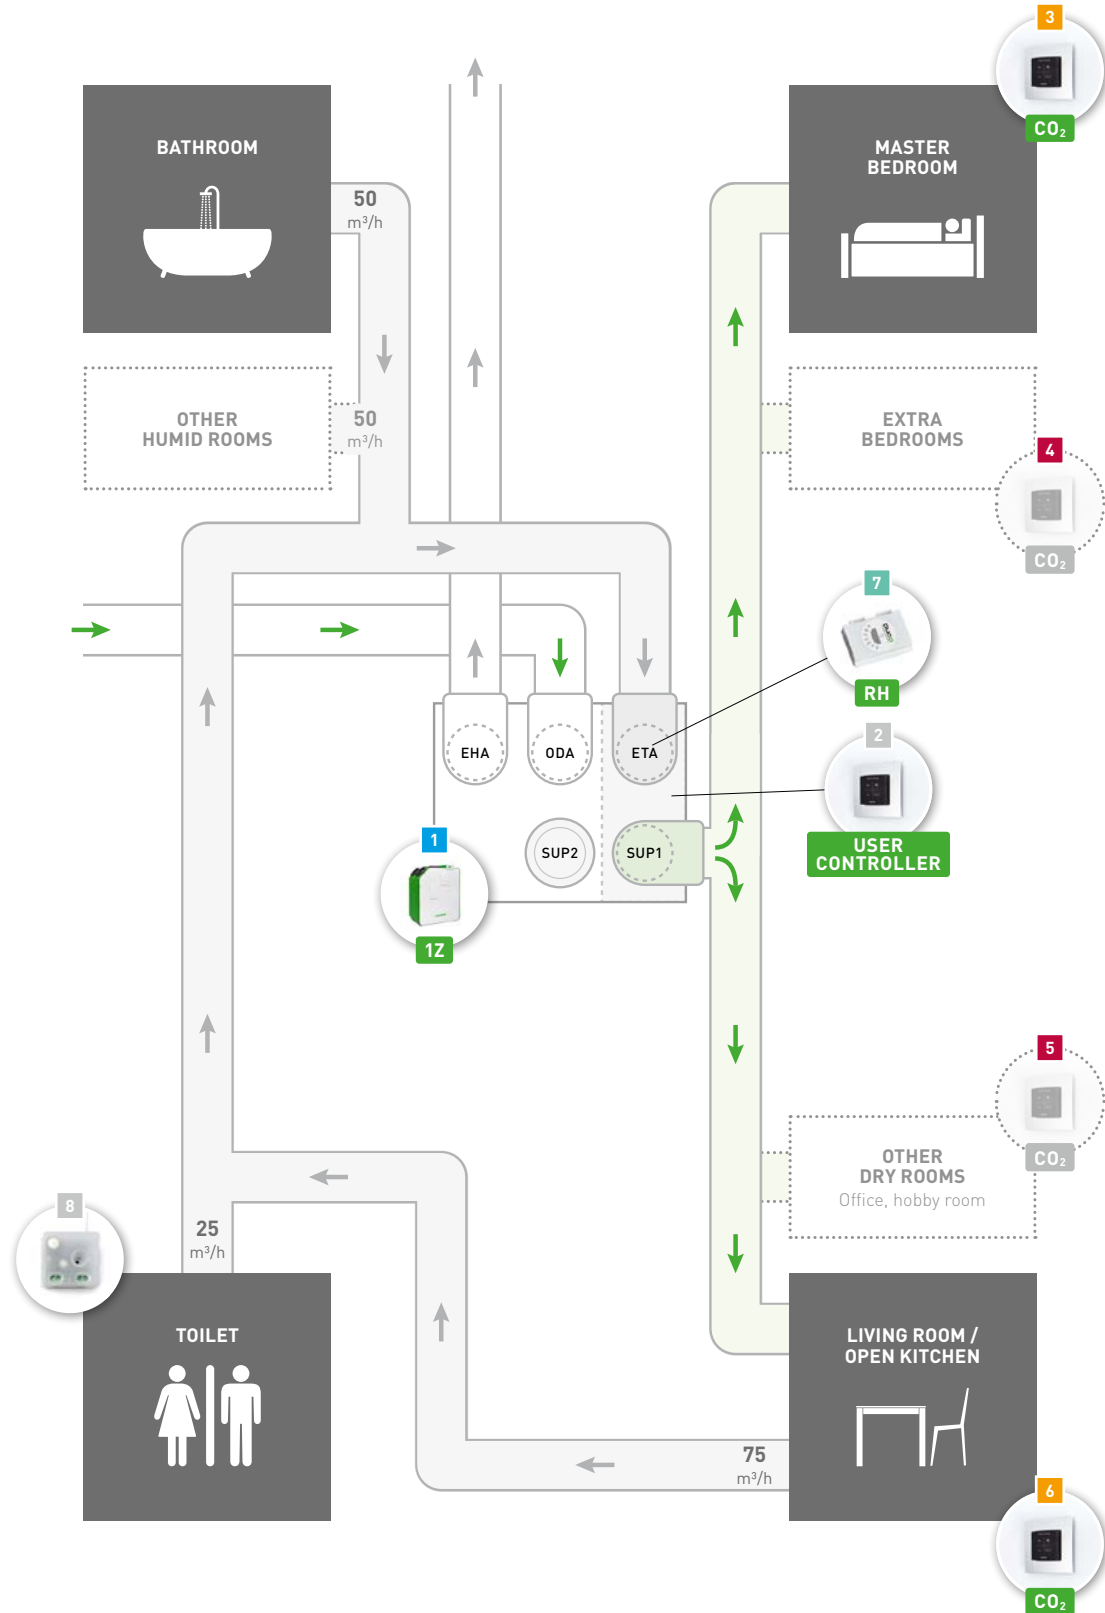 3
CO₂
BATHROOM
MASTER
BEDROOM
50
m³/h
OTHER
HUMID ROOMS
50
m³/h
EXTRA
BEDROOMS
4
CO₂
7
RH
EHA
ODA
ETA
2
USER
CONTROLLER
1
1Z
SUP2
SUP1
5
CO₂
OTHER
DRY ROOMS
Office, hobby room
8
25
m³/h
TOILET
LIVING ROOM /
OPEN KITCHEN
75
m³/h
6
CO₂